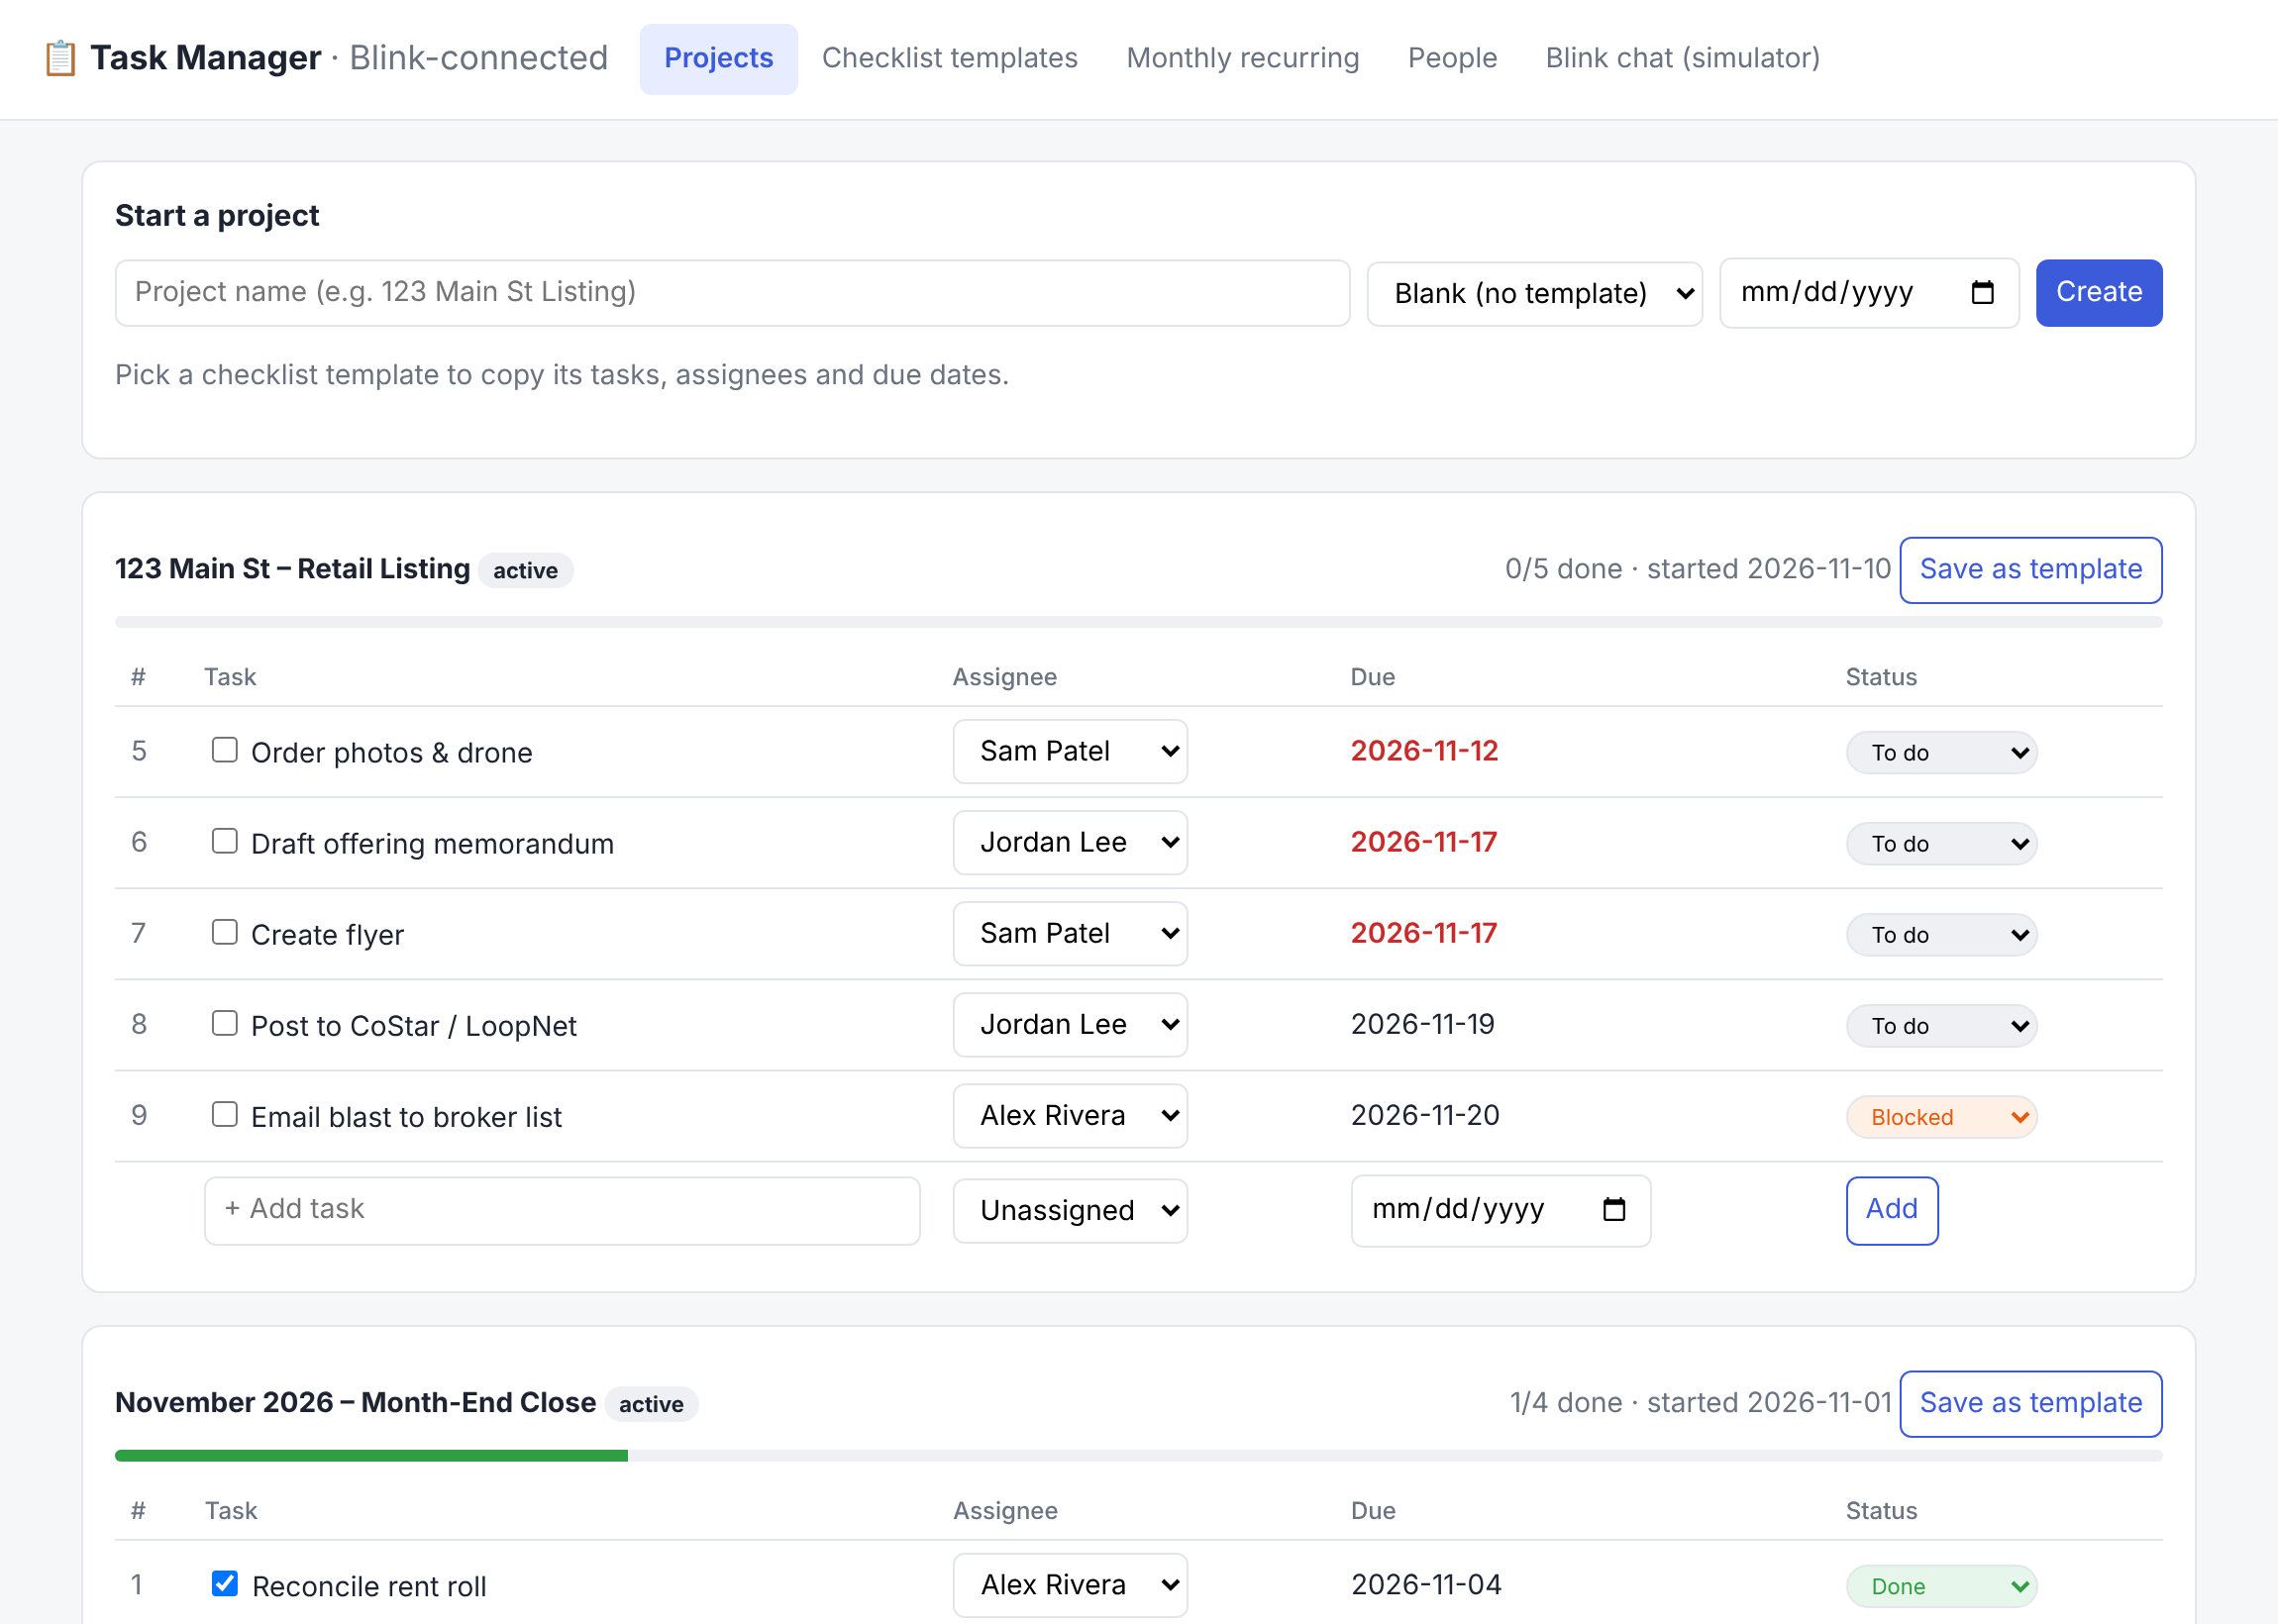 📋 Task Manager · Blink-connected Projects Checklist templates Monthly recurring People Blink chat (simulator)
Start a project
Project name (e.g. 123 Main St Listing) Blank (no template) mm/dd/yyyy Create
Pick a checklist template to copy its tasks, assignees and due dates.
123 Main St – Retail Listing active 0/5 done · started 2026-11-10 Save as template
# Task Assignee Due Status
5 Order photos & drone Sam Patel 2026-11-12 To do
6 Draft offering memorandum Jordan Lee 2026-11-17 To do
7 Create flyer Sam Patel 2026-11-17 To do
8 Post to CoStar / LoopNet Jordan Lee 2026-11-19 To do
9 Email blast to broker list Alex Rivera 2026-11-20 Blocked
+ Add task Unassigned mm/dd/yyyy Add
November 2026 – Month-End Close active 1/4 done · started 2026-11-01 Save as template
# Task Assignee Due Status
1 Reconcile rent roll Alex Rivera 2026-11-04 Done